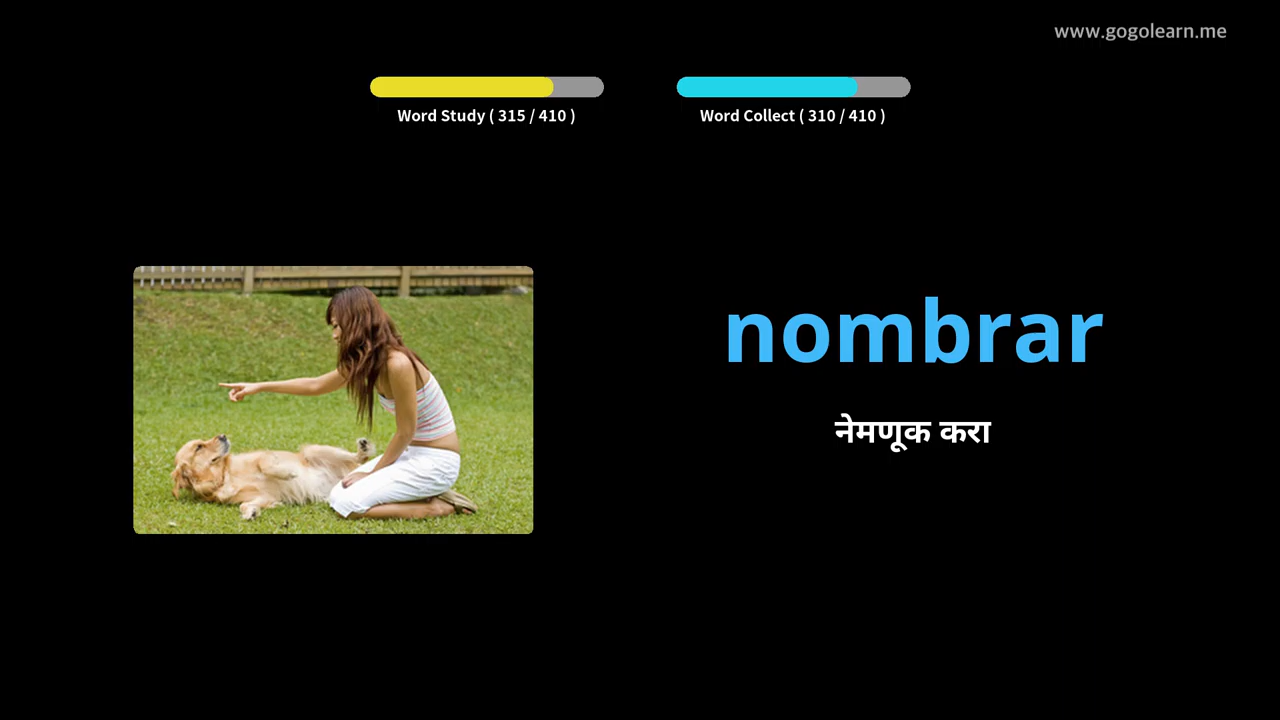 www.gogolearn.me
Word Study ( 315 / 410 )
Word Collect ( 310 / 410 )
nombrar
नेमणूक करा